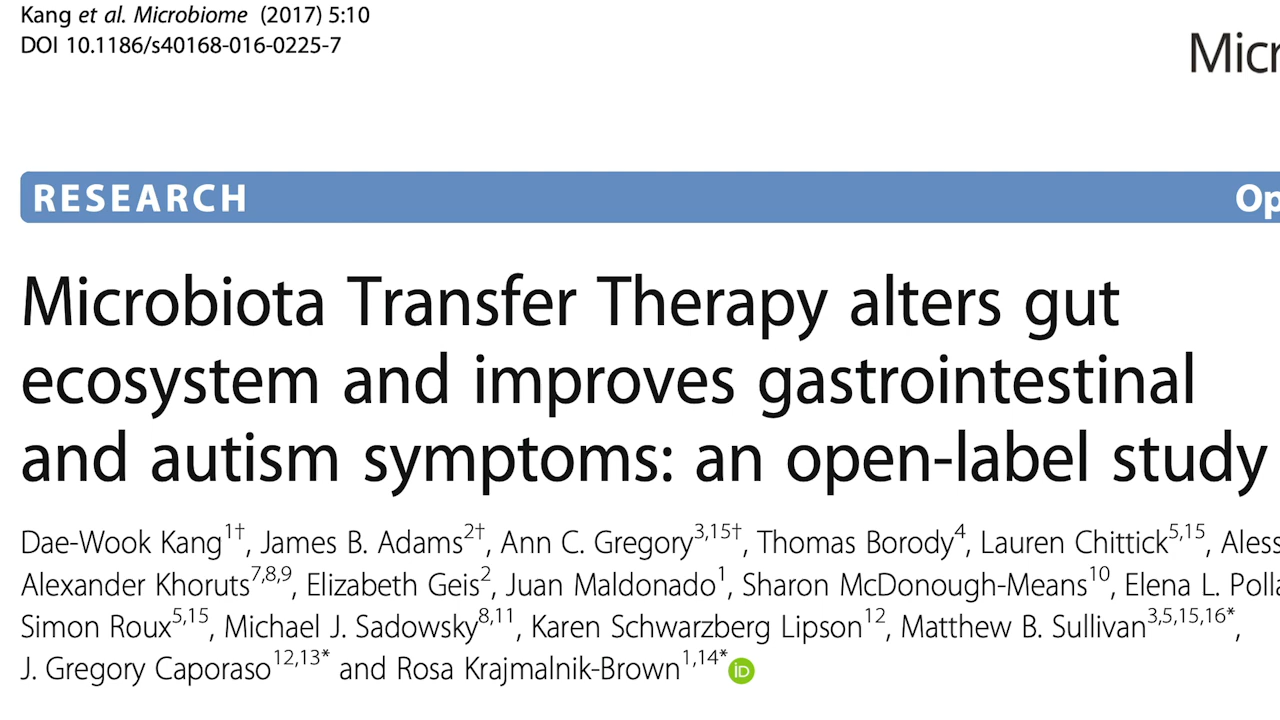 Kang et al. Microbiome (2017) 5:10
DOI 10.1186/s40168-016-0225-7
RESEARCH
Microbiota Transfer Therapy alters gut
ecosystem and improves gastrointestinal
and autism symptoms: an open-label study
Dae-Wook Kang1†, James B. Adams2†, Ann C. Gregory3,15†, Thomas Borody4, Lauren Chittick5,15,
Alexander Khoruts7,8,9, Elizabeth Geis2, Juan Maldonado1, Sharon McDonough-Means10, Elena L.
Simon Roux5,15, Michael J. Sadowsky8,11, Karen Schwarzberg Lipson12, Matthew B. Sullivan3,5,15,16*,
J. Gregory Caporaso12,13* and Rosa Krajmalnik-Brown1,14* iD